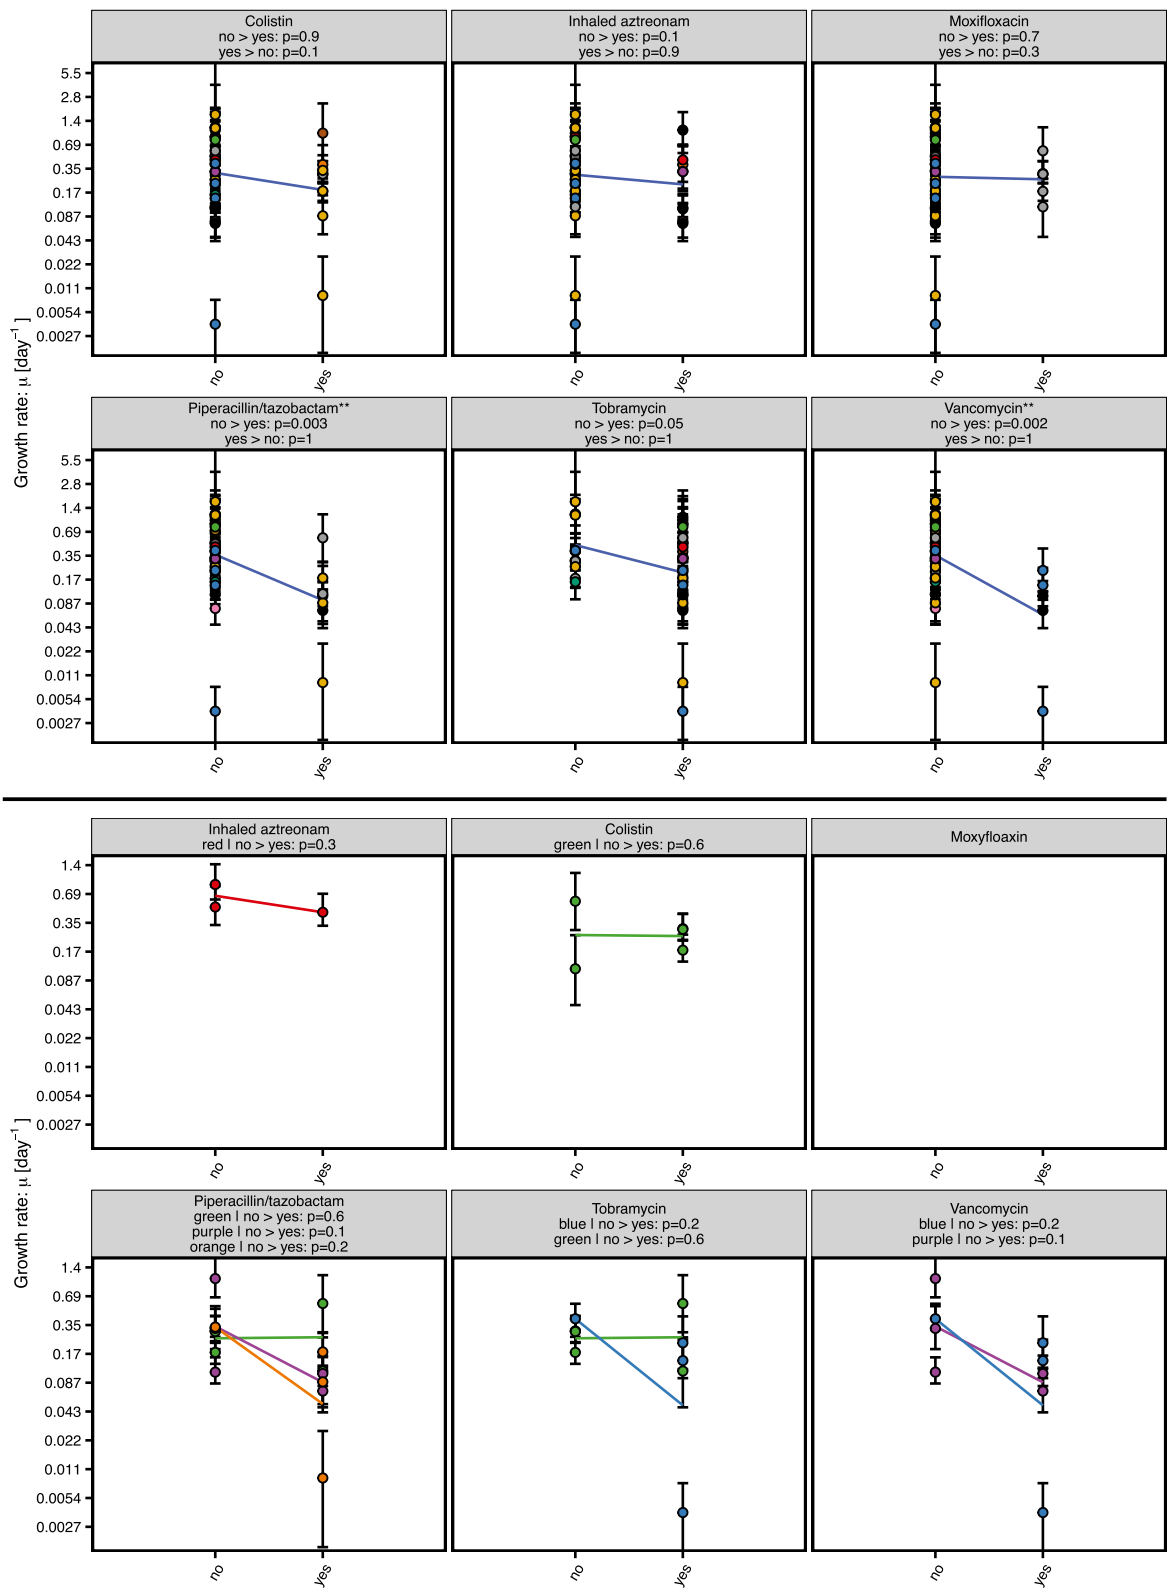 Colistin
no > yes: p=0.9
yes > no: p=0.1
Inhaled aztreonam
no > yes: p=0.1
yes > no: p=0.9
Moxifloxacin
no > yes: p=0.7
yes > no: p=0.3
5.5
2.8
1.4
0.69
0.35
0.17
0.087
0.043
0.022
0.011
0.0054
0.0027
no
yes
no
yes
no
yes
Growth rate: μ [day⁻¹ ]
Piperacillin/tazobactam**
no > yes: p=0.003
yes > no: p=1
Tobramycin
no > yes: p=0.05
yes > no: p=1
Vancomycin**
no > yes: p=0.002
yes > no: p=1
5.5
2.8
1.4
0.69
0.35
0.17
0.087
0.043
0.022
0.011
0.0054
0.0027
no
yes
no
yes
no
yes
Inhaled aztreonam
red | no > yes: p=0.3
Colistin
green | no > yes: p=0.6
Moxyfloaxin
1.4
0.69
0.35
0.17
0.087
0.043
0.022
0.011
0.0054
0.0027
no
yes
no
yes
no
yes
Growth rate: μ [day⁻¹ ]
Piperacillin/tazobactam
green | no > yes: p=0.6
purple | no > yes: p=0.1
orange | no > yes: p=0.2
Tobramycin
blue | no > yes: p=0.2
green | no > yes: p=0.6
Vancomycin
blue | no > yes: p=0.2
purple | no > yes: p=0.1
1.4
0.69
0.35
0.17
0.087
0.043
0.022
0.011
0.0054
0.0027
no
yes
no
yes
no
yes